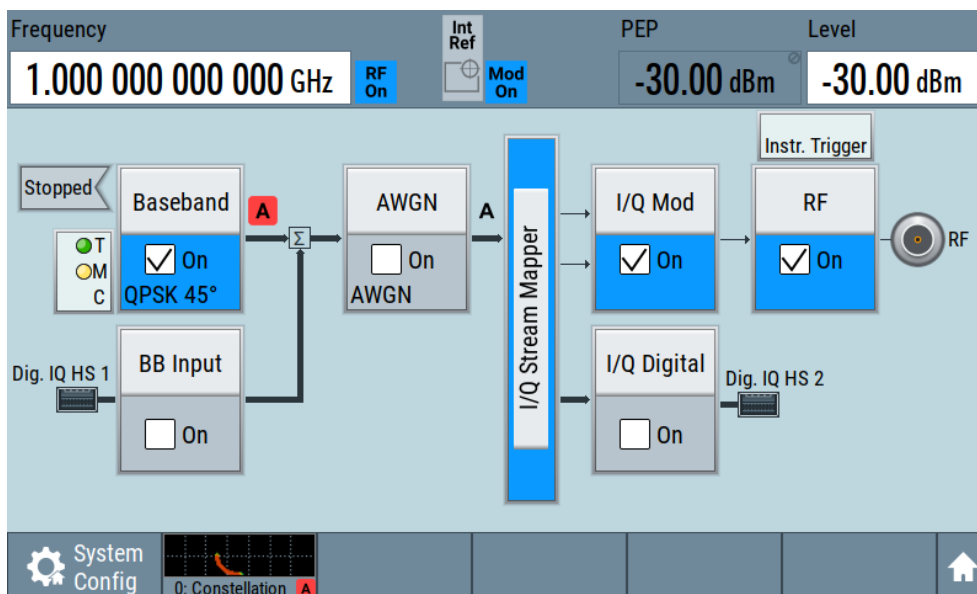 Frequency
1.000 000 000 000 GHz
RF
On
Int
Ref
Mod
On
PEP
-30.00 dBm
Level
-30.00 dBm
Instr. Trigger
Stopped
Baseband
On
QPSK 45°
A
T
M
C
Σ
AWGN
On
AWGN
A
I/Q Stream Mapper
I/Q Mod
On
RF
On
RF
Dig. IQ HS 1
BB Input
On
I/Q Digital
On
Dig. IQ HS 2
System
Config
0: Constellation A